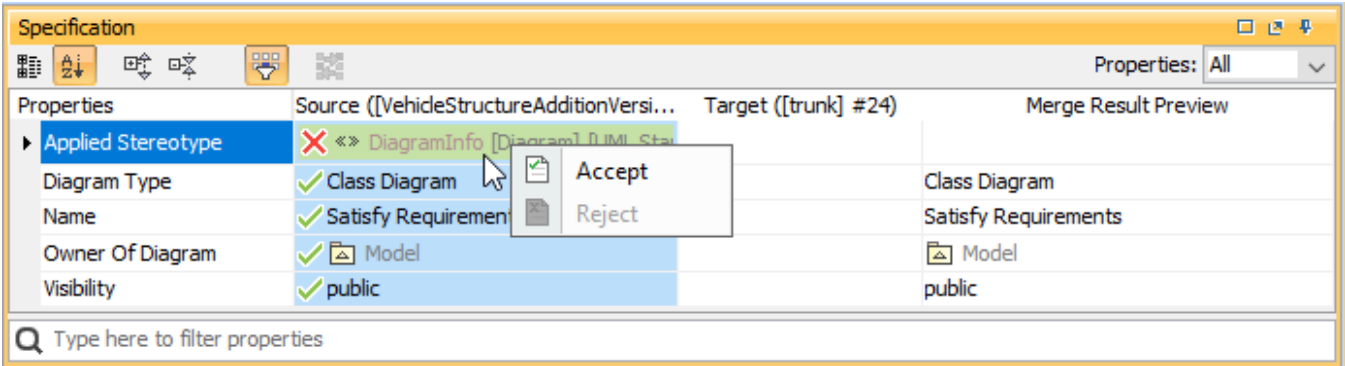 Specification
Properties: All
Properties Source ([VehicleStructureAdditionVersi... Target ([trunk] #24) Merge Result Preview
Applied Stereotype «» DiagramInfo [Diagram] [UML
Accept
Diagram Type Class Diagram Class Diagram
Name Satisfy Requirement Satisfy Requirements
Reject
Owner Of Diagram Model Model
Visibility public public
Type here to filter properties